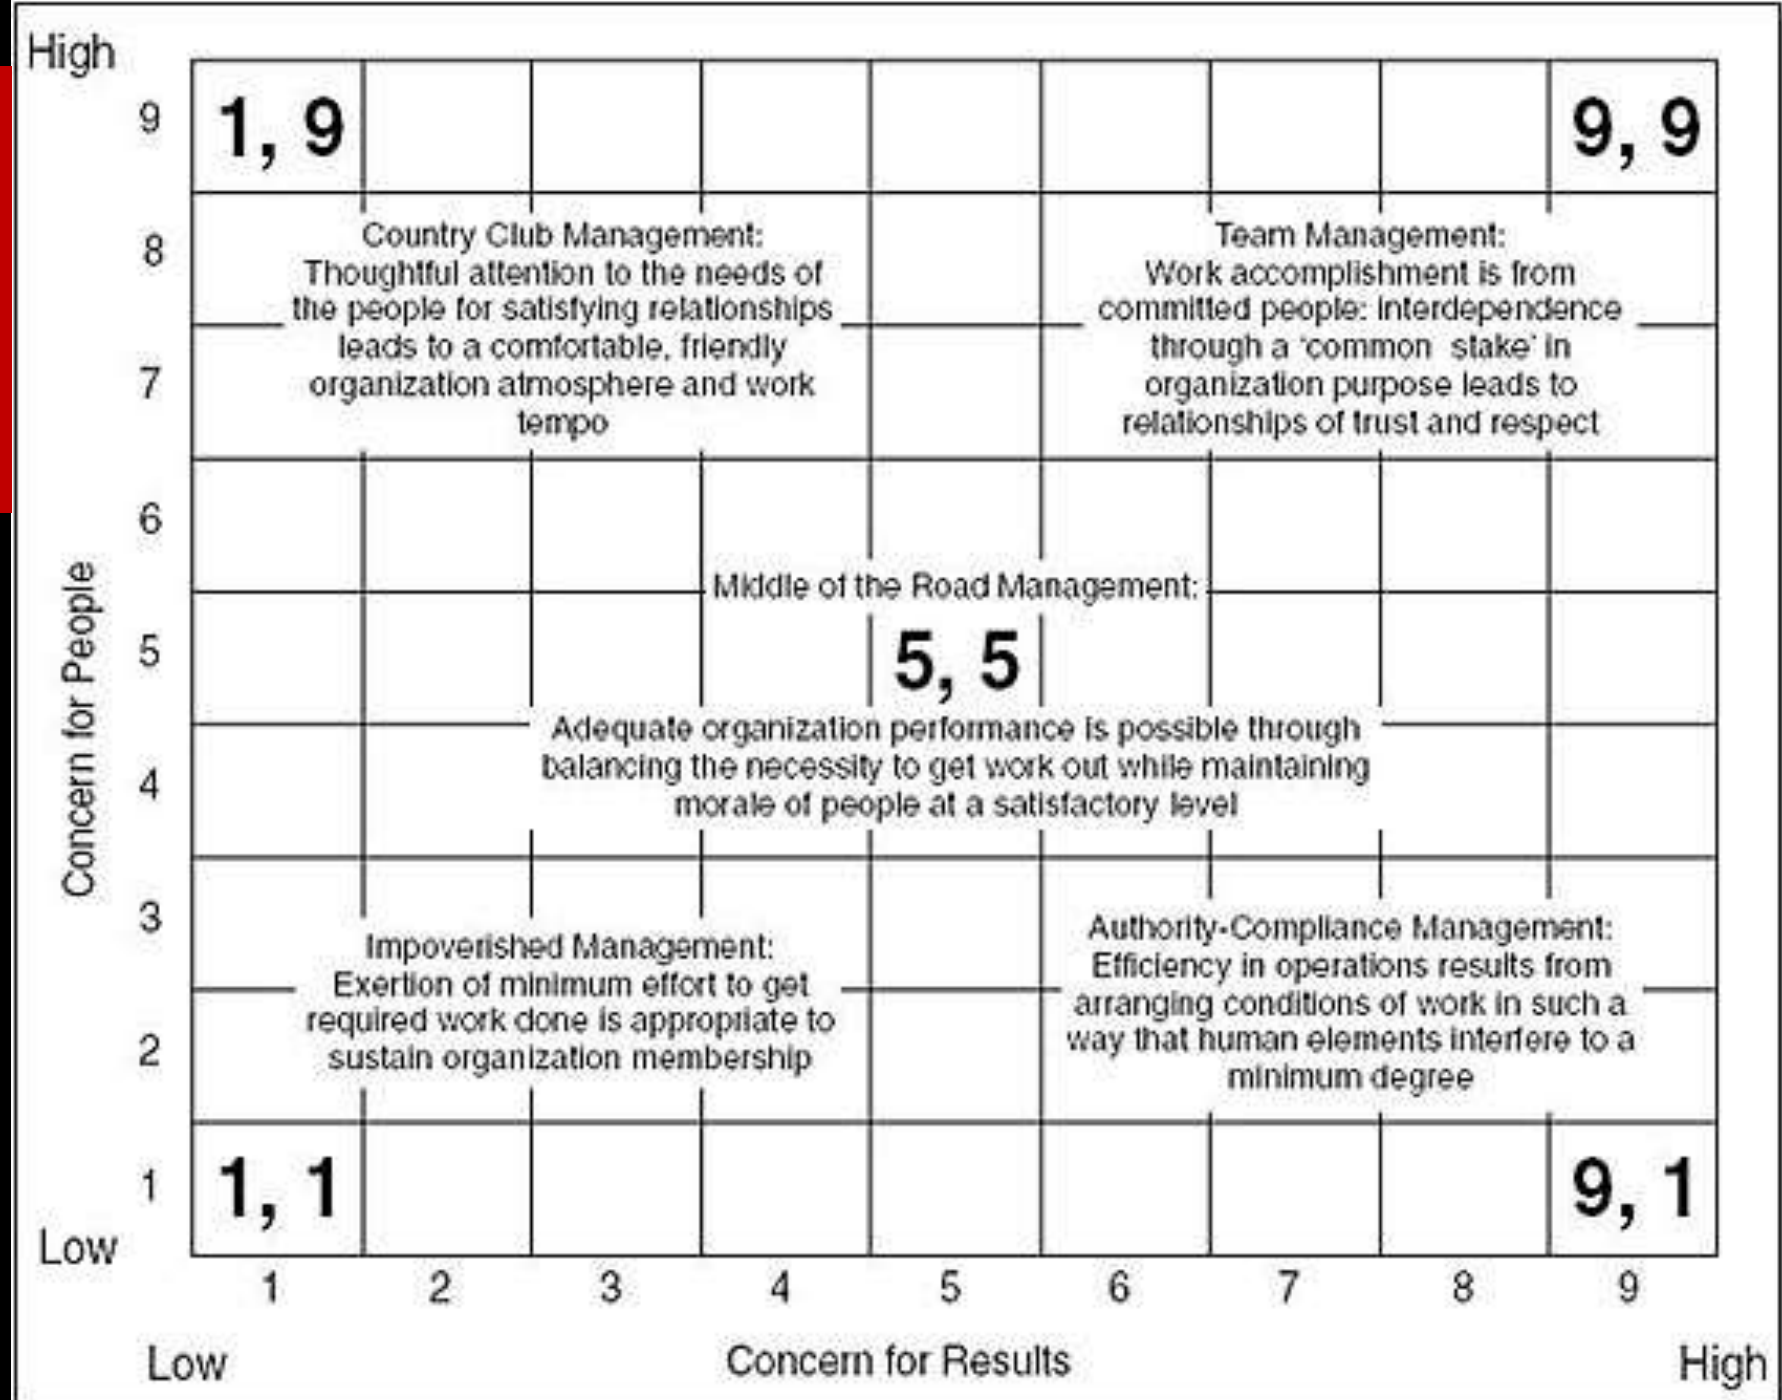 High
9
1, 9
9, 9
8
Country Club Management:
Thoughtful attention to the needs of
the people for satisfying relationships
leads to a comfortable, friendly
organization atmosphere and work
tempo
Team Management:
Work accomplishment is from
committed people: interdependence
through a 'common stake' in
organization purpose leads to
relationships of trust and respect
7
6
Concern for People
Middle of the Road Management:
5
5, 5
Adequate organization performance is possible through
balancing the necessity to get work out while maintaining
morale of people at a satisfactory level
4
3
Impoverished Management:
Exertion of minimum effort to get
required work done is appropriate to
sustain organization membership
Authority-Compliance Management:
Efficiency in operations results from
arranging conditions of work in such a
way that human elements interfere to a
minimum degree
2
1
1, 1
9, 1
Low
1 2 3 4 5 6 7 8 9
Low Concern for Results High